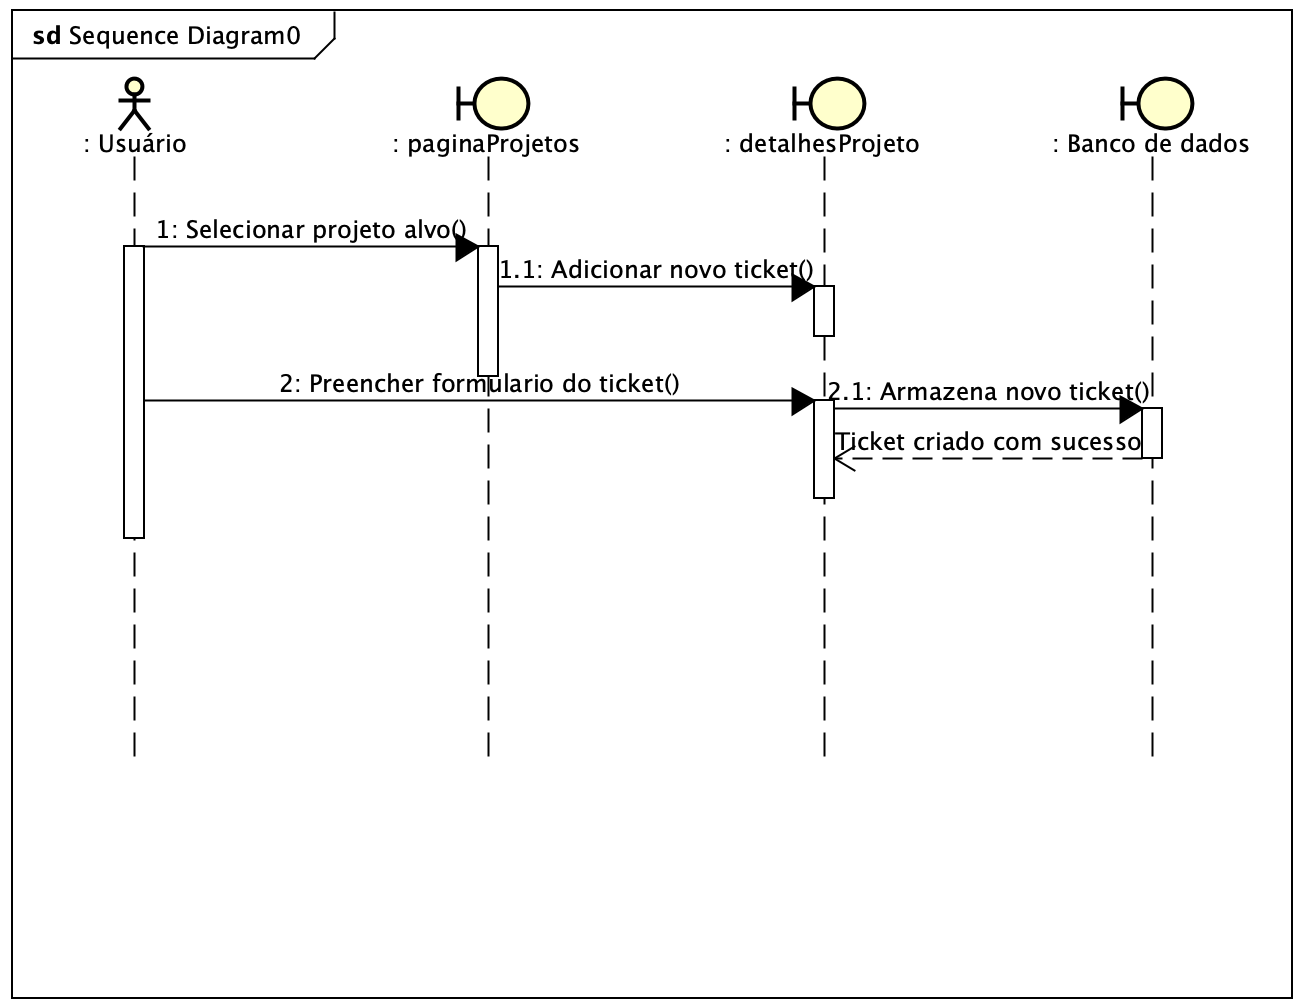 sd Sequence Diagram0
: Usuário
: paginaProjetos
: detalhesProjeto
: Banco de dados
1: Selecionar projeto alvo()
1.1: Adicionar novo ticket()
2: Preencher formulario do ticket()
2.1: Armazena novo ticket()
Ticket criado com sucesso